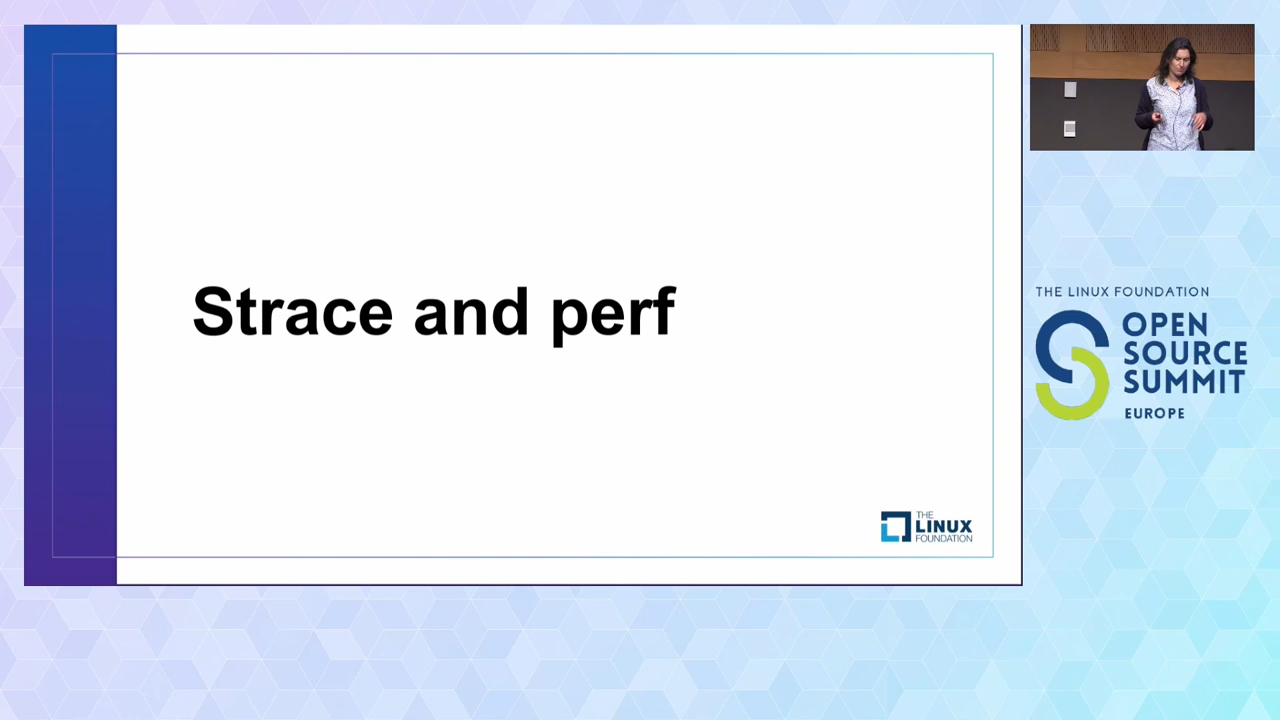 Strace and perf
THE
LINUX
FOUNDATION
THE LINUX FOUNDATION
OPEN
SOURCE
SUMMIT
EUROPE